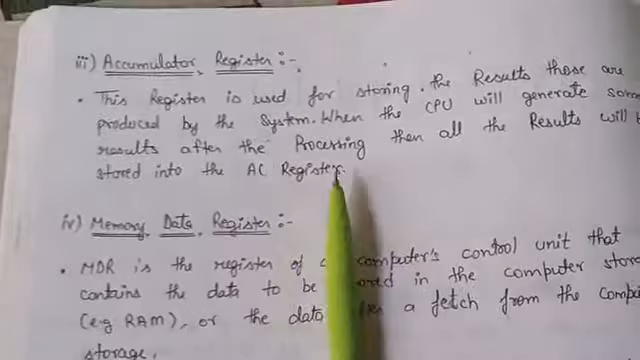 iii) Accumulator Register :-
• This Register is used for storing the Results those are
produced by the System. When the CPU will generate some
results after the Processing then all the Results will
stored into the AC Register.
iv) Memory Data Register :-
• MDR is the register of computer's control unit that
contains the data to be in the computer
(e.g RAM), or the data a fetch from the
storage.